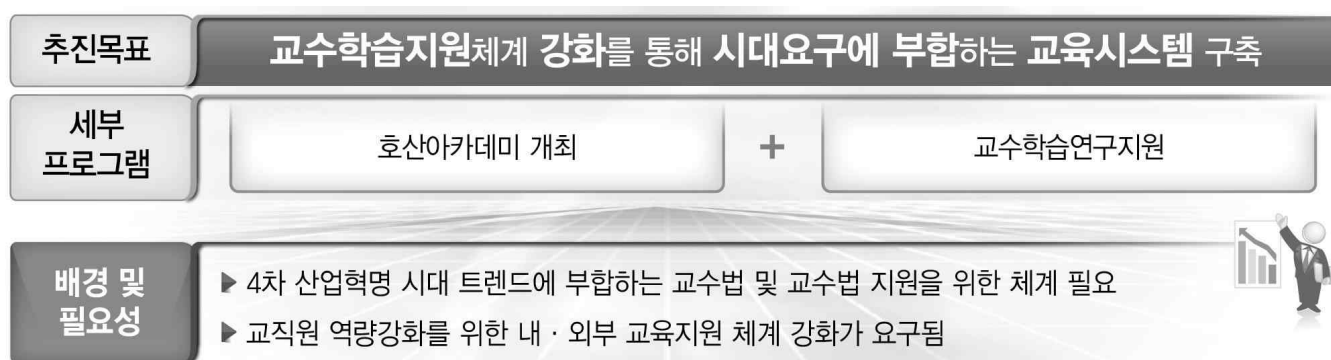 추진목표
교수학습지원체계 강화를 통해 시대요구에 부합하는 교육시스템 구축
세부
프로그램
호산아카데미 개최 + 교수학습연구지원
배경 및
필요성
▶ 4차 산업혁명 시대 트렌드에 부합하는 교수법 및 교수법 지원을 위한 체계 필요
▶ 교직원 역량강화를 위한 내 · 외부 교육지원 체계 강화가 요구됨